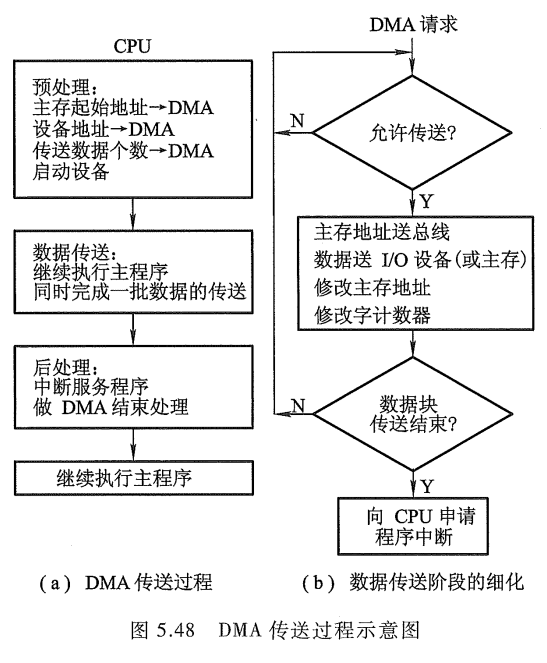 CPU
预处理：
主存起始地址→DMA
设备地址→DMA
传送数据个数→DMA
启动设备
数据传送：
继续执行主程序
同时完成一批数据的传送
后处理：
中断服务程序
做 DMA 结束处理
继续执行主程序
(a) DMA 传送过程
DMA 请求
允许传送？
N
Y
主存地址送总线
数据送 I/O 设备(或主存)
修改主存地址
修改字计数器
数据块
传送结束？
N
Y
向 CPU 申请
程序中断
(b) 数据传送阶段的细化
图 5.48 DMA 传送过程示意图